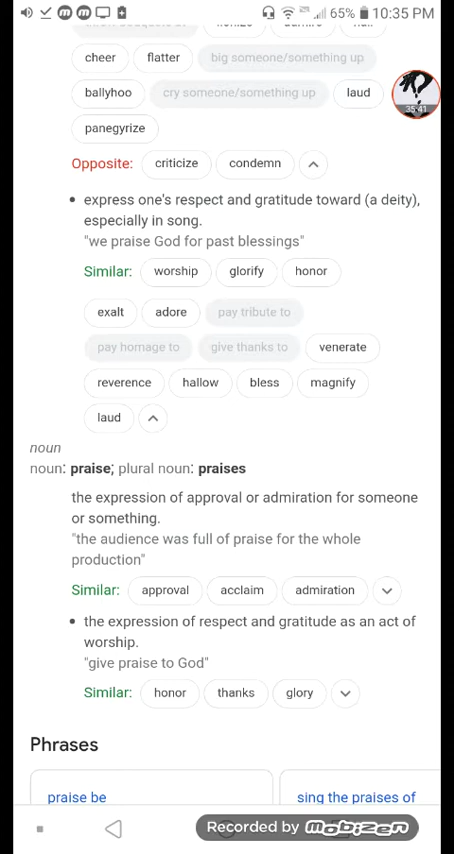 65% 10:35 PM
cheer flatter big someone/something up
ballyhoo cry someone/something up laud
35:41
panegyrize
Opposite: criticize condemn
• express one's respect and gratitude toward (a deity),
especially in song.
"we praise God for past blessings"
Similar: worship glorify honor
exalt adore pay tribute to
pay homage to give thanks to venerate
reverence hallow bless magnify
laud
noun
noun: praise; plural noun: praises
the expression of approval or admiration for someone
or something.
"the audience was full of praise for the whole
production"
Similar: approval acclaim admiration
• the expression of respect and gratitude as an act of
worship.
"give praise to God"
Similar: honor thanks glory
Phrases
praise be sing the praises of
Recorded by mobizen